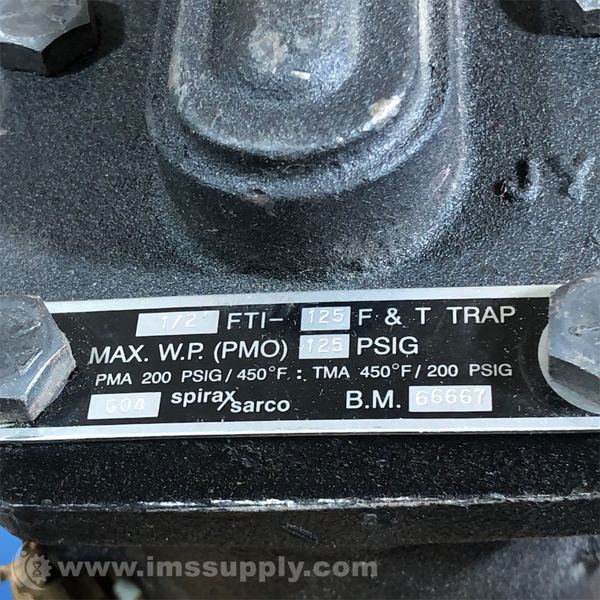 JY
1/2 FTI- 125 F & T TRAP
MAX. W.P. (PMO) 125 PSIG
PMA 200 PSIG/450°F : TMA 450°F/200 PSIG
spirax/sarco B.M. 66667
www.imssupply.com